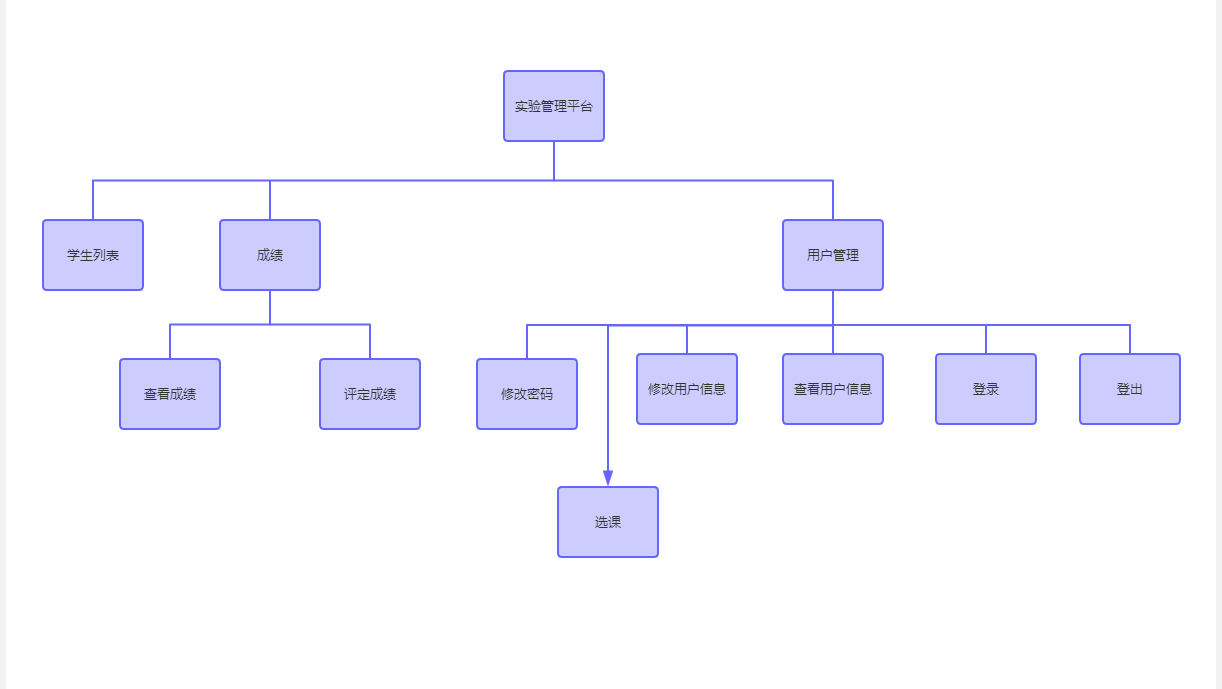 实验管理平台
学生列表
成绩
用户管理
查看成绩
评定成绩
修改密码
修改用户信息
查看用户信息
登录
登出
选课